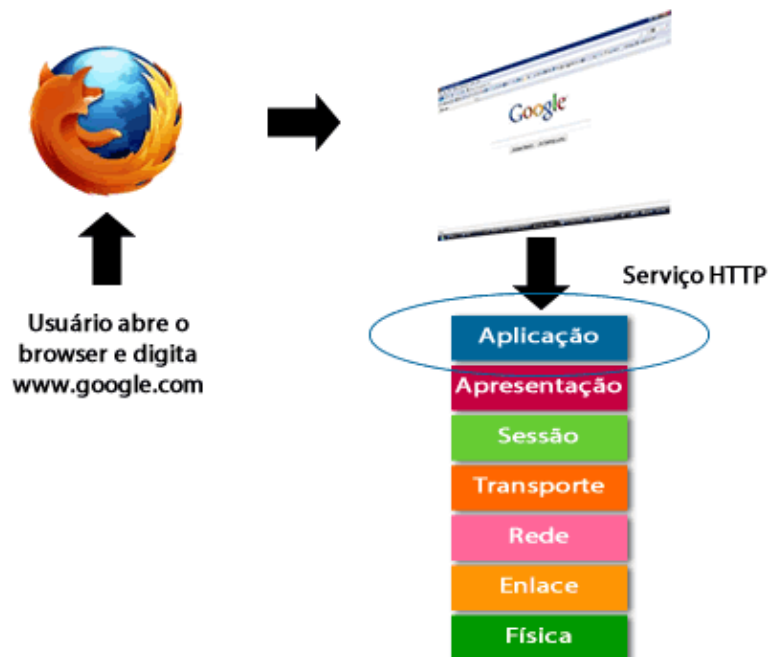 Google
Serviço HTTP
Usuário abre o
browser e digita
www.google.com
Aplicação
Apresentação
Sessão
Transporte
Rede
Enlace
Física